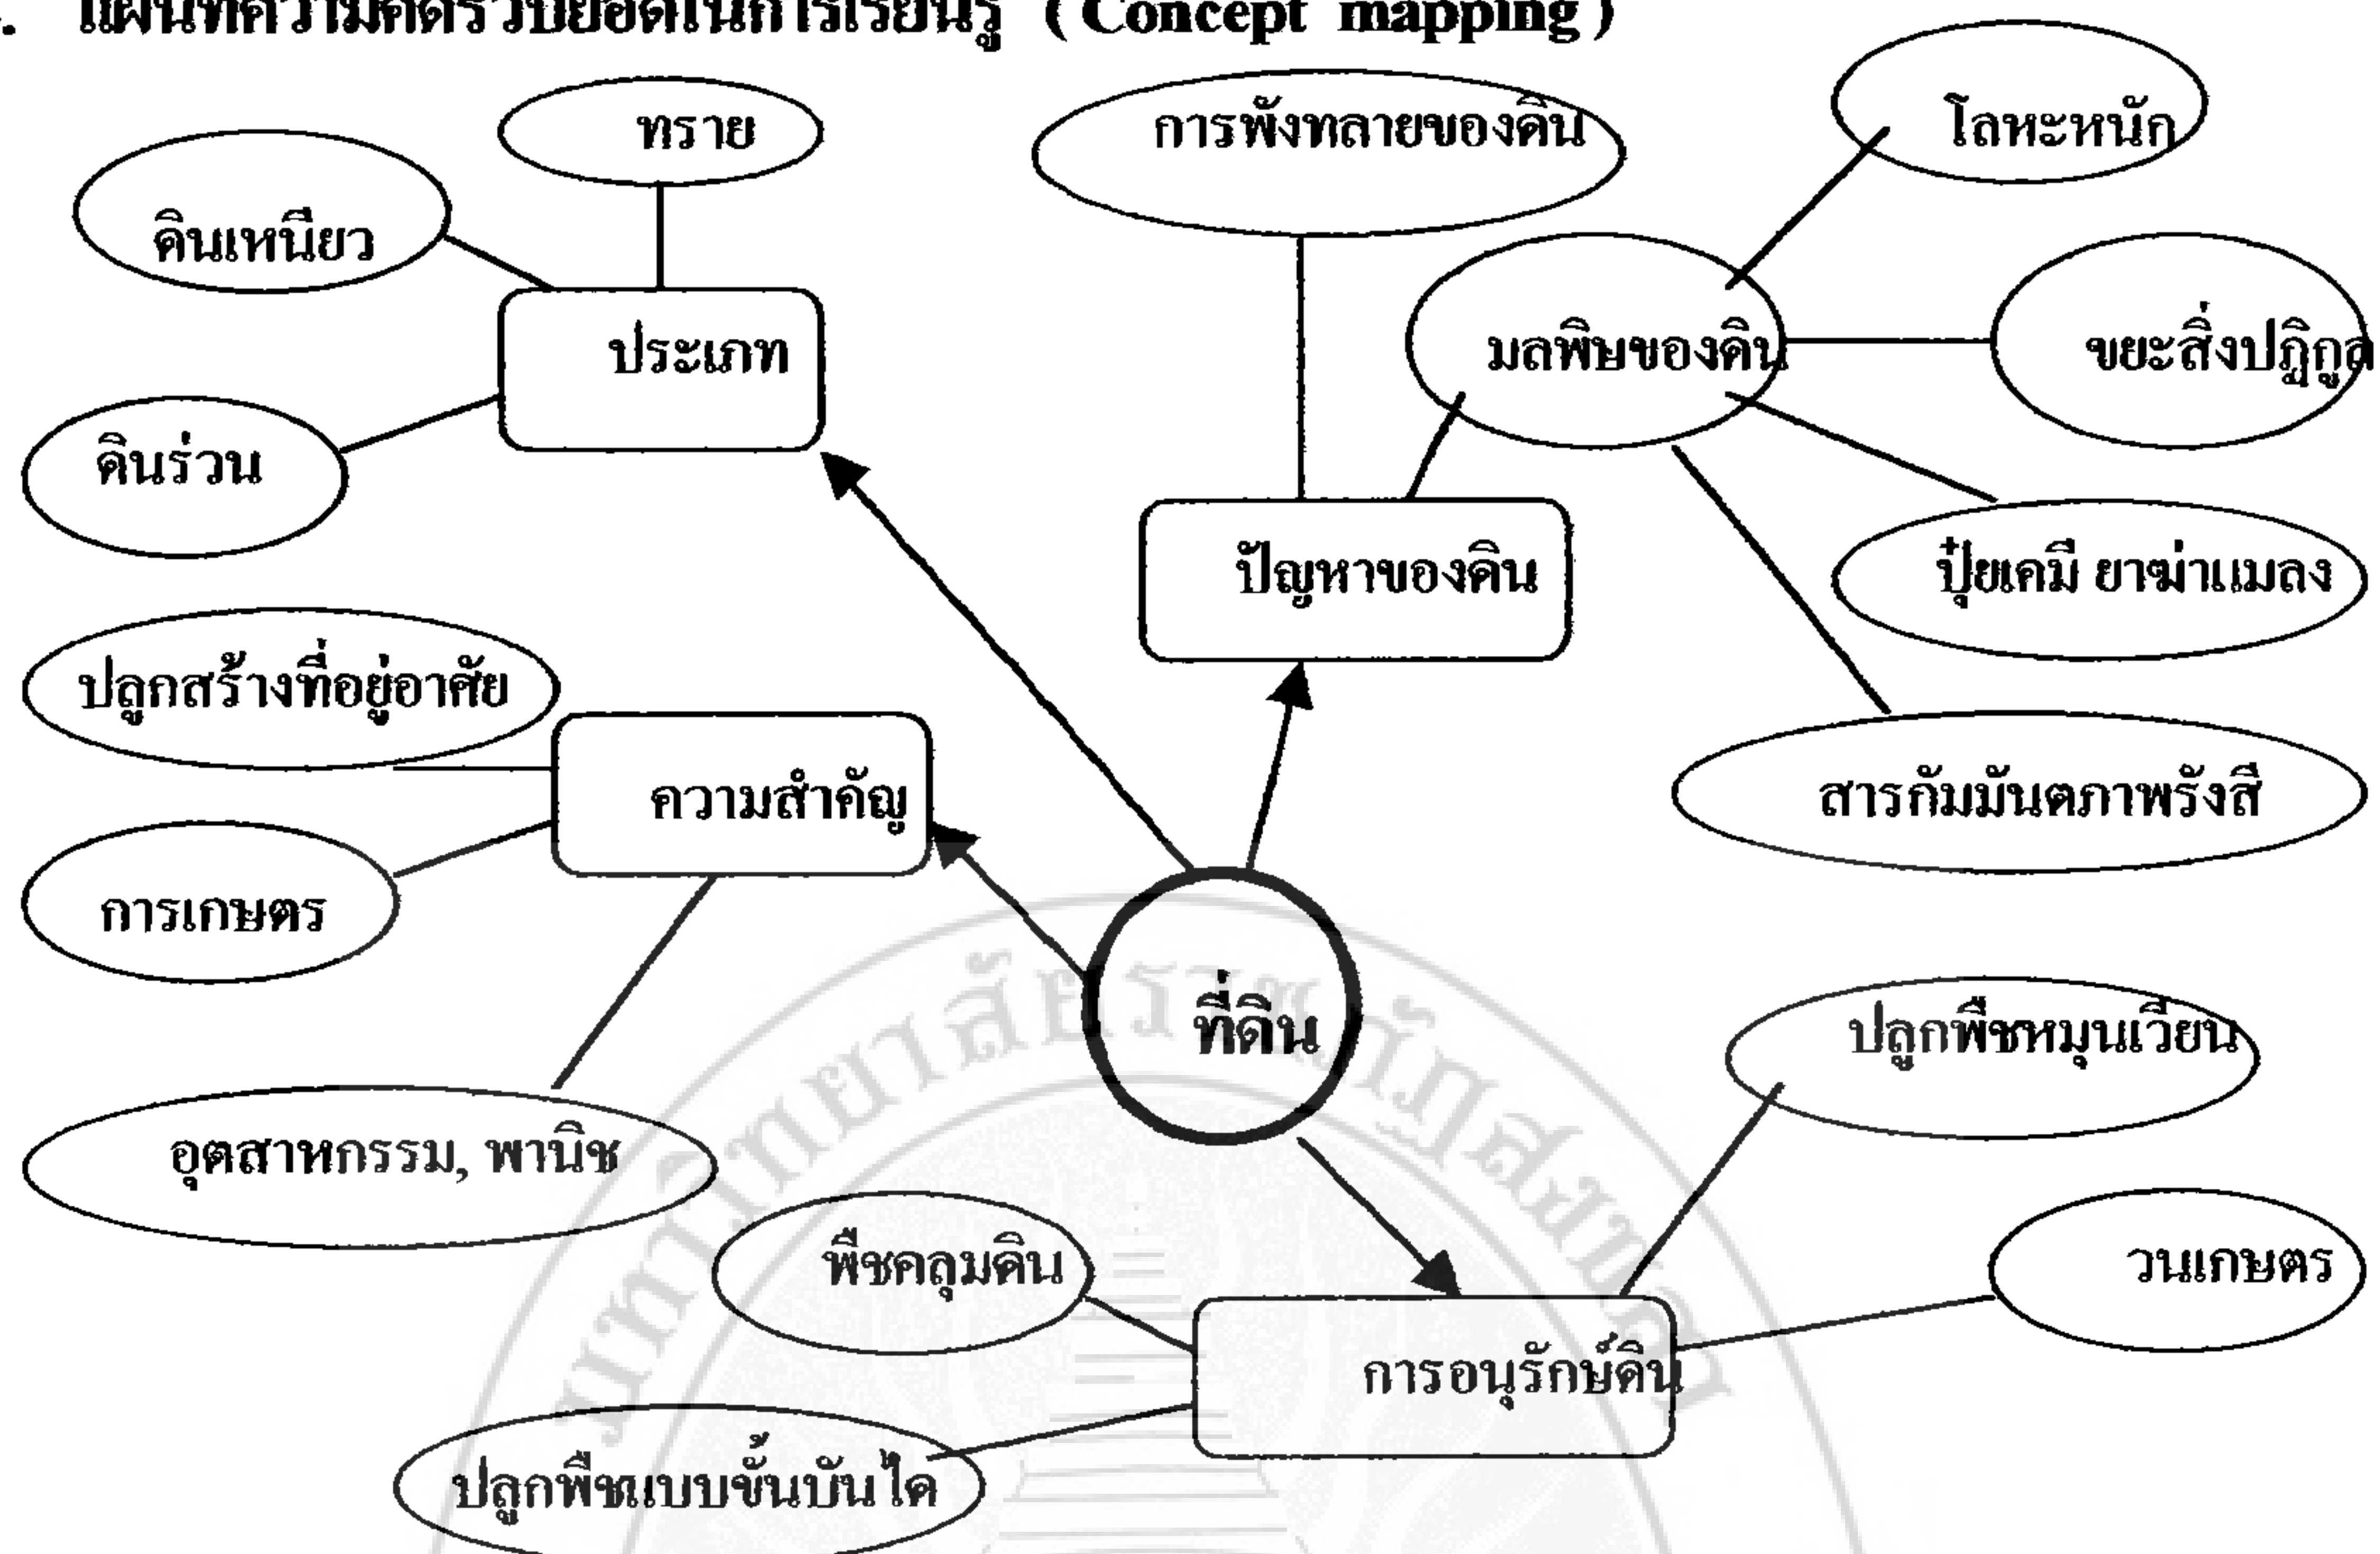 . แผนที่ความคิดรวบยอดในการเรียนรู้ (Concept mapping)
ทราย
ดินเหนียว
ประเภท
ดินร่วน
การพังทลายของดิน
โลหะหนัก
มลพิษของดิน
ขยะสิ่งปฏิกูล
ปัญหาของดิน
ปุ๋ยเคมี ยาฆ่าแมลง
สารกัมมันตภาพรังสี
ปลูกสร้างที่อยู่อาศัย
ความสำคัญ
การเกษตร
อุตสาหกรรม, พานิช
ที่ดิน
ปลูกพืชหมุนเวียน
วนเกษตร
พืชคลุมดิน
การอนุรักษ์ดิน
ปลูกพืชแบบขั้นบันได